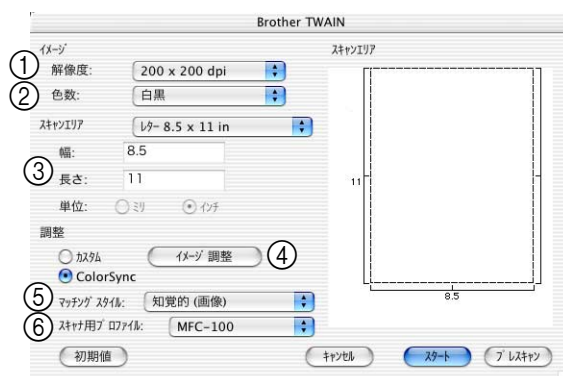 Brother TWAIN
イメージ
① 解像度: 200 x 200 dpi
② 色数: 白黒
スキャンエリア レター 8.5 x 11 in
幅: 8.5
③ 長さ: 11
単位: ミリ インチ
調整
カスタム イメージ 調整 ④
ColorSync
⑤ マッチング スタイル: 知覚的 (画像)
⑥ スキャナ用プロファイル: MFC-100
初期値
スキャンエリア
11
8.5
キャンセル スタート プレスキャン